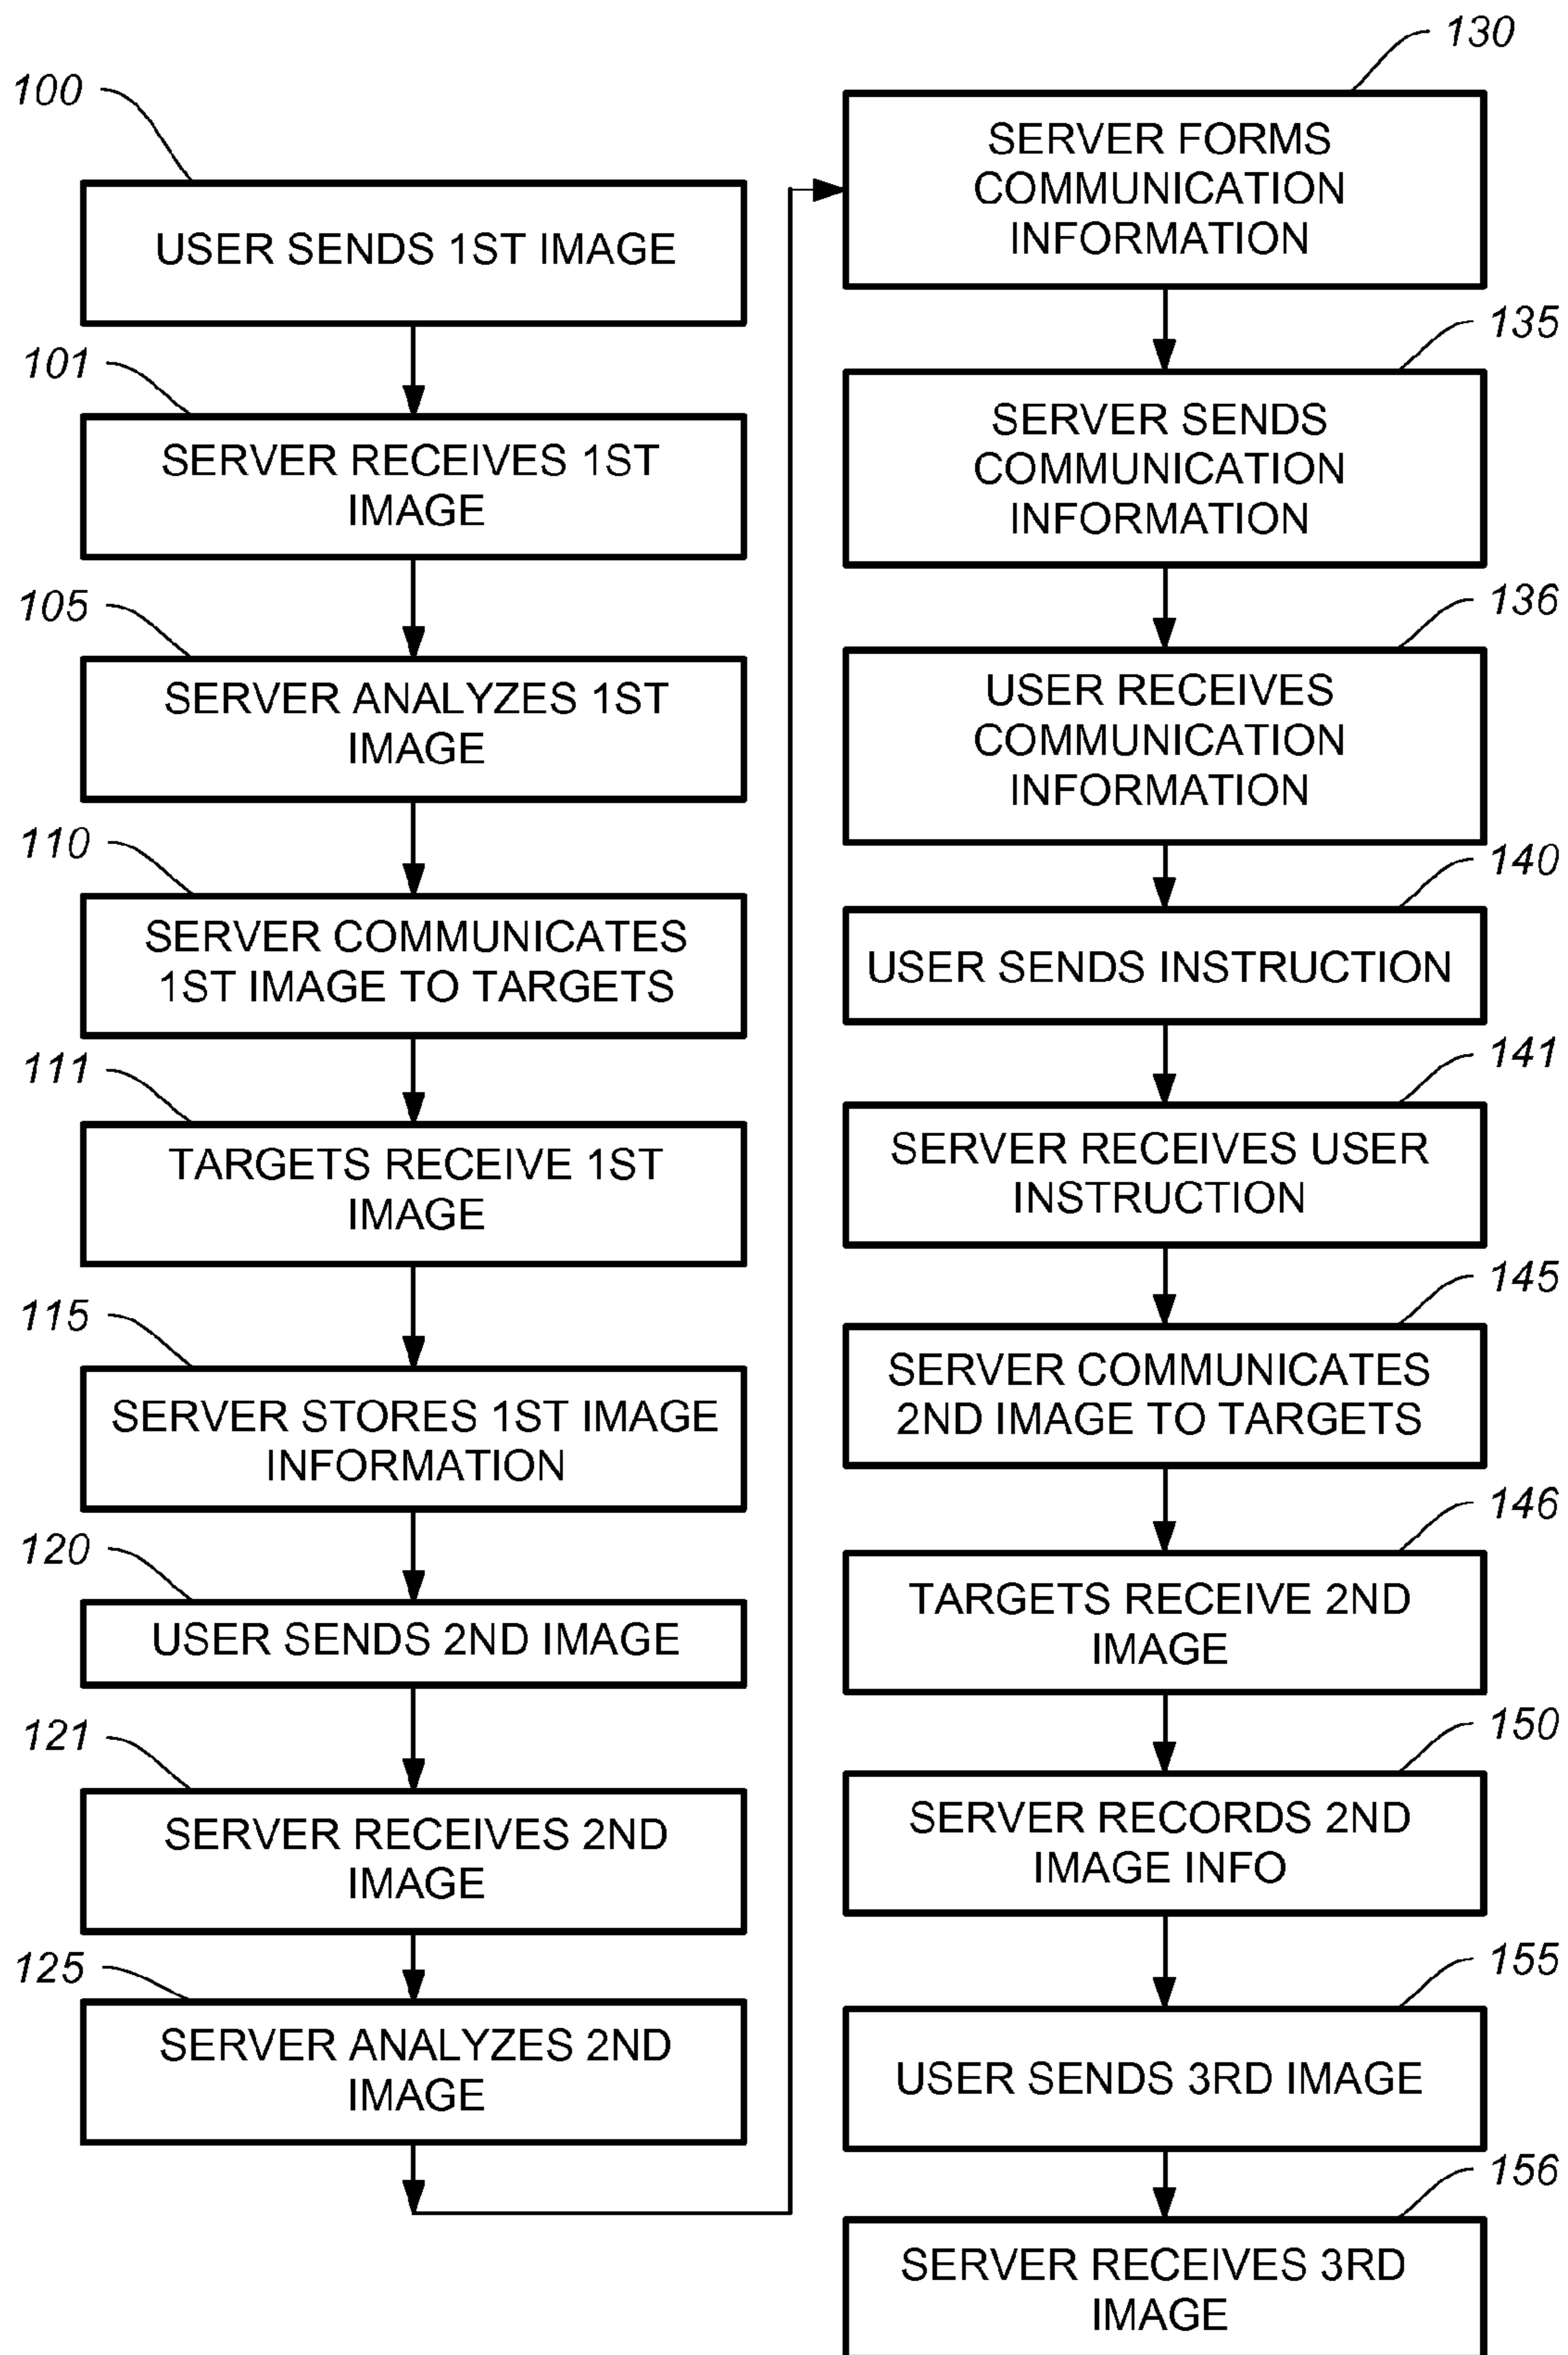 100
USER SENDS 1ST IMAGE
101
SERVER RECEIVES 1ST
IMAGE
105
SERVER ANALYZES 1ST
IMAGE
110
SERVER COMMUNICATES
1ST IMAGE TO TARGETS
111
TARGETS RECEIVE 1ST
IMAGE
115
SERVER STORES 1ST IMAGE
INFORMATION
120
USER SENDS 2ND IMAGE
121
SERVER RECEIVES 2ND
IMAGE
125
SERVER ANALYZES 2ND
IMAGE
130
SERVER FORMS
COMMUNICATION
INFORMATION
135
SERVER SENDS
COMMUNICATION
INFORMATION
136
USER RECEIVES
COMMUNICATION
INFORMATION
140
USER SENDS INSTRUCTION
141
SERVER RECEIVES USER
INSTRUCTION
145
SERVER COMMUNICATES
2ND IMAGE TO TARGETS
146
TARGETS RECEIVE 2ND
IMAGE
150
SERVER RECORDS 2ND
IMAGE INFO
155
USER SENDS 3RD IMAGE
156
SERVER RECEIVES 3RD
IMAGE